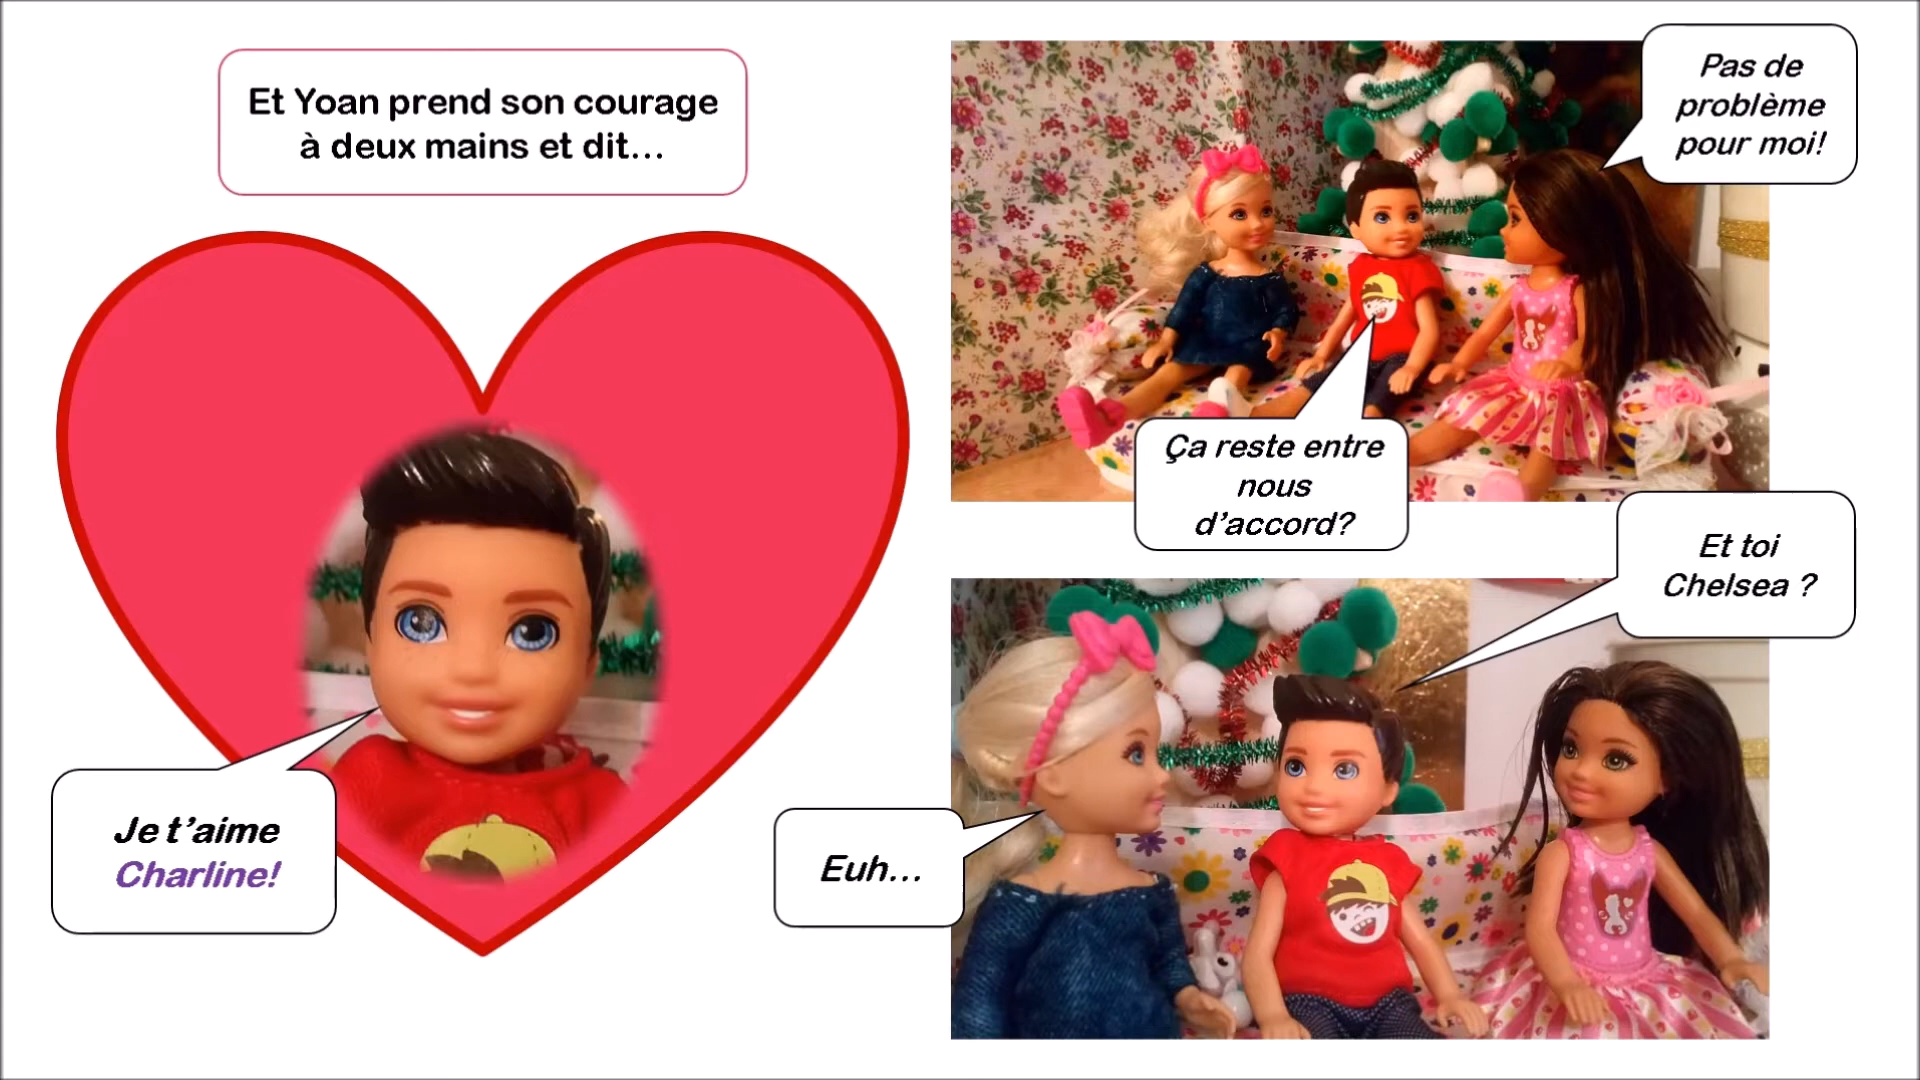 Et Yoan prend son courage
à deux mains et dit...
Je t'aime
Charline!
Pas de
problème
pour moi!
Ça reste entre
nous
d'accord?
Et toi
Chelsea ?
Euh...